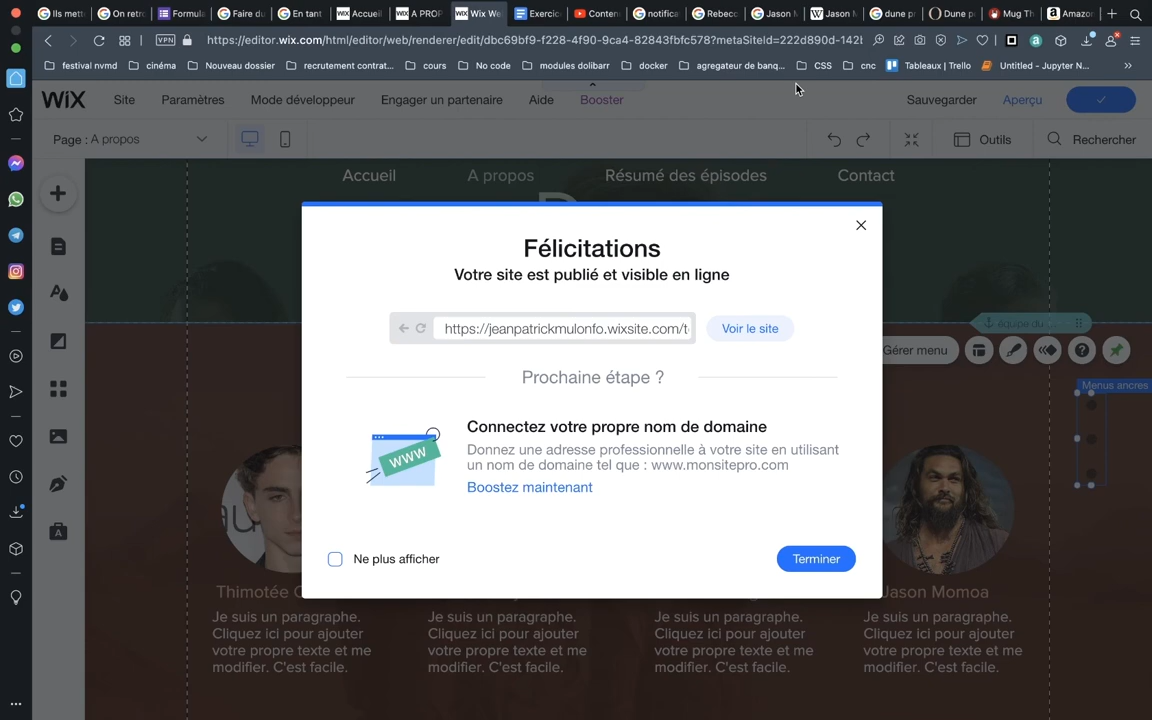 Ils mett
On retro
Formula
Faire du
En tant
Accueil
A PROP
Wix We
Exercic
Conten
notifica
Rebecc
Jason M
Jason M
dune p
Dune p
Mug Th
Amazon
VPN
https://editor.wix.com/html/editor/web/renderer/edit/dbc69bf9-f228-4f90-9ca4-82843fbfc578?metaSiteId=222d890d-142
festival nvmd
cinéma
Nouveau dossier
recrutement contrat...
cours
No code
modules dolibarr
docker
agregateur de banq...
CSS
cnc
Tableaux | Trello
Untitled - Jupyter N...
WiX
Site
Paramètres
Mode développeur
Engager un partenaire
Aide
Booster
Sauvegarder
Aperçu
Page : A propos
Outils
Rechercher
Accueil
A propos
Résumé des épisodes
Contact
Félicitations
Votre site est publié et visible en ligne
https://jeanpatrickmulonfo.wixsite.com/t
Voir le site
équipe du ...
Gérer menu
Menus ancres
Prochaine étape ?
WWW
Connectez votre propre nom de domaine
Donnez une adresse professionnelle à votre site en utilisant
un nom de domaine tel que : www.monsitepro.com
Boostez maintenant
Ne plus afficher
Terminer
Thimotée C
Jason Momoa
Je suis un paragraphe.
Cliquez ici pour ajouter
votre propre texte et me
modifier. C'est facile.
Je suis un paragraphe.
Cliquez ici pour ajouter
votre propre texte et me
modifier. C'est facile.
Je suis un paragraphe.
Cliquez ici pour ajouter
votre propre texte et me
modifier. C'est facile.
Je suis un paragraphe.
Cliquez ici pour ajouter
votre propre texte et me
modifier. C'est facile.